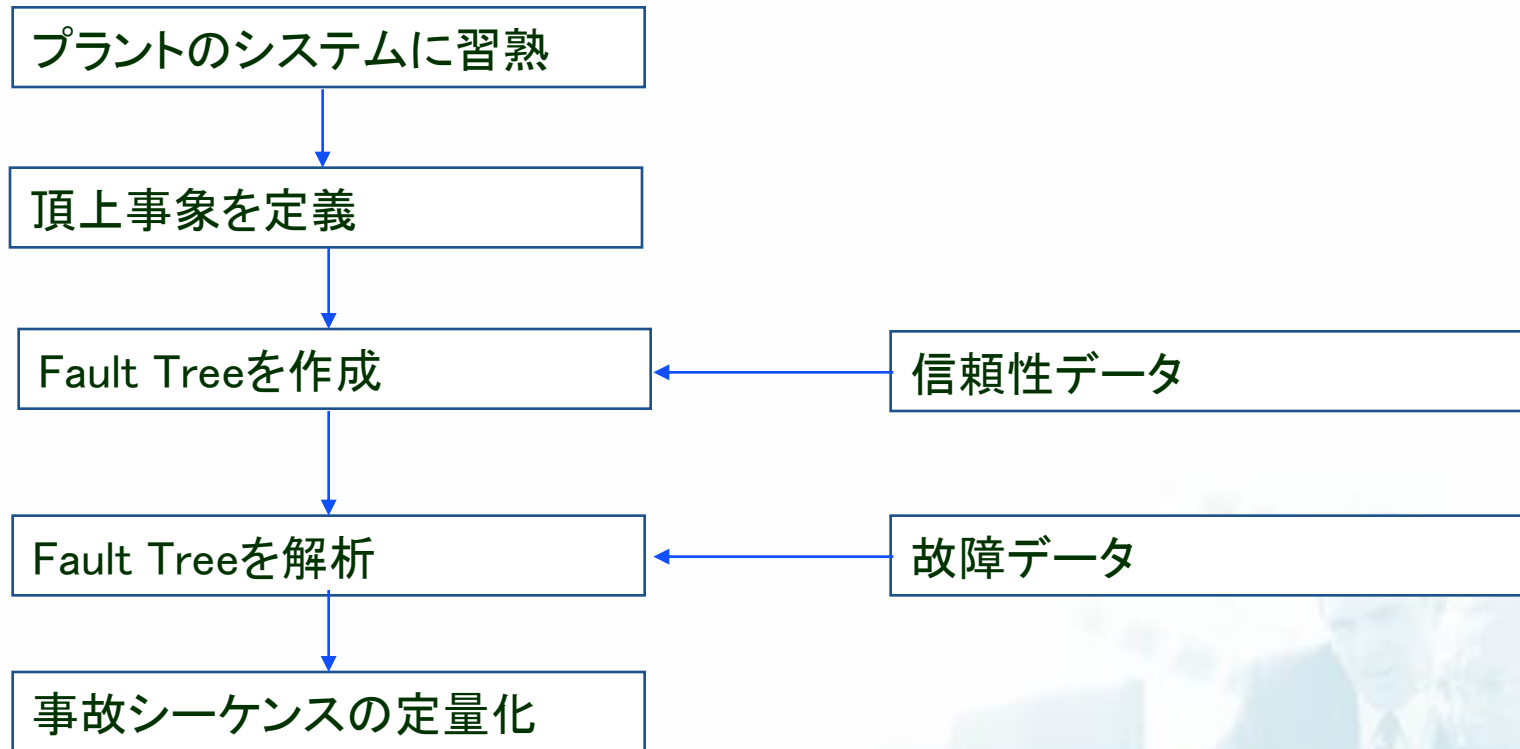 プラントのシステムに習熟
頂上事象を定義
Fault Treeを作成
信頼性データ
Fault Treeを解析
故障データ
事故シーケンスの定量化